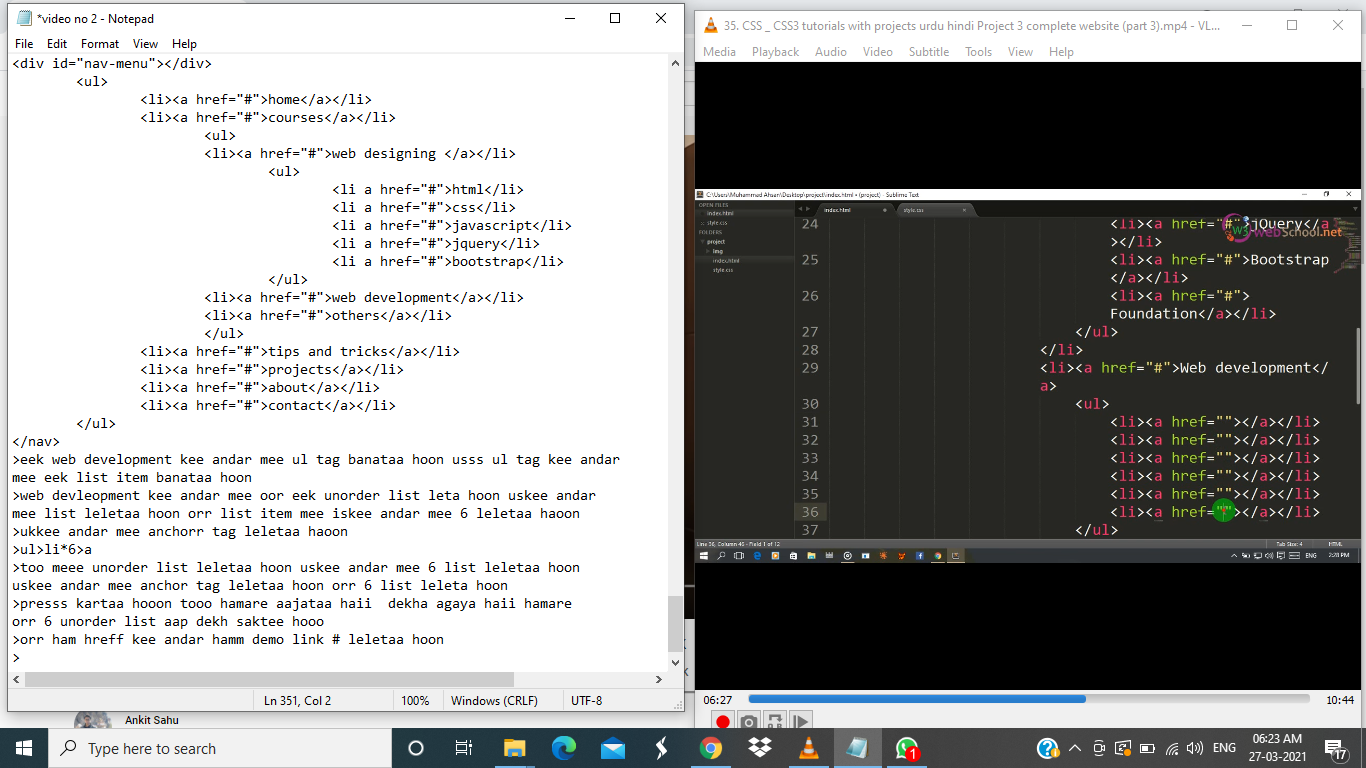 *video no 2 - Notepad
File Edit Format View Help
<div id="nav-menu"></div>
<ul>
<li><a href="#">home</a></li>
<li><a href="#">courses</a></li>
<ul>
<li><a href="#">web designing </a></li>
<ul>
<li a href="#">html</li>
<li a href="#">css</li>
<li a href="#">javascript</li>
<li a href="#">jquery</li>
<li a href="#">bootstrap</li>
</ul>
<li><a href="#">web development</a></li>
<li><a href="#">others</a></li>
</ul>
<li><a href="#">tips and tricks</a></li>
<li><a href="#">projects</a></li>
<li><a href="#">about</a></li>
<li><a href="#">contact</a></li>
</ul>
</nav>
>eek web development kee andar mee ul tag banataa hoon usss ul tag kee andar
mee eek list item banataa hoon
>web devleopment kee andar mee oor eek unorder list leta hoon uskee andar
mee list leletaa hoon orr list item mee iskee andar mee 6 leletaa haoon
>ukkee andar mee anchorr tag leletaa haoon
>ul>li*6>a
>too meee unorder list leletaa hoon uskee andar mee 6 list leletaa hoon
uskee andar mee anchor tag leletaa hoon orr 6 list leleta hoon
>presss kartaa hooon tooo hamare aajataa haii  dekha agaya haii hamare
orr 6 unorder list aap dekh saktee hooo
>orr ham hreff kee andar hamm demo link # leletaa hoon
>
Ln 351, Col 2 100% Windows (CRLF) UTF-8
Ankit Sahu
35. CSS _ CSS3 tutorials with projects urdu hindi Project 3 complete website (part 3).mp4 - VL...
Media Playback Audio Video Subtitle Tools View Help
C:\Users\Muhammad Ahsan\Desktop\project\index.html • (project) - Sublime Text
OPEN FILES
index.html
style.css
FOLDERS
project
img
index.html
style.css
index.html style.css
W3 webSchool.net
24 <li><a href="#">jQuery</a
></li>
25 <li><a href="#">Bootstrap
</a></li>
26 <li><a href="#">
Foundation</a></li>
27 </ul>
28 </li>
29 <li><a href="#">Web development</
a>
30 <ul>
31 <li><a href=""></a></li>
32 <li><a href=""></a></li>
33 <li><a href=""></a></li>
34 <li><a href=""></a></li>
35 <li><a href=""></a></li>
36 <li><a href=""></a></li>
37 </ul>
Line 36, Column 46 - Field 1 of 12 Tab Size: 4 HTML
ENG 2:28 PM
06:27 10:44
Type here to search
1
ENG
06:23 AM
27-03-2021
17